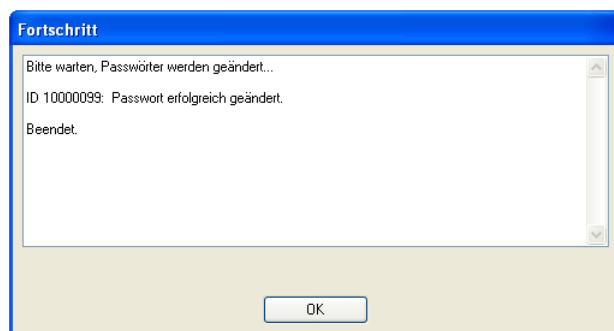 Fortschritt
Bitte warten, Passwörter werden geändert...
ID 10000099:  Passwort erfolgreich geändert.
Beendet.
OK